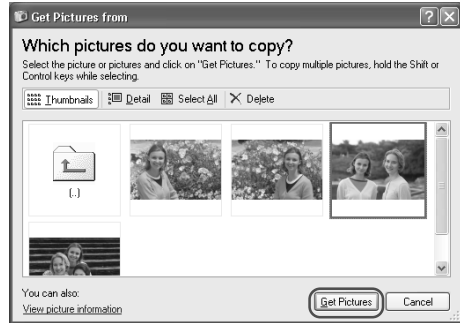 Get Pictures from
Which pictures do you want to copy?
Select the picture or pictures and click on "Get Pictures." To copy multiple pictures, hold the Shift or
Control keys while selecting.
Thumbnails Detail Select All Delete
(..)
You can also:
View picture information
Get Pictures Cancel